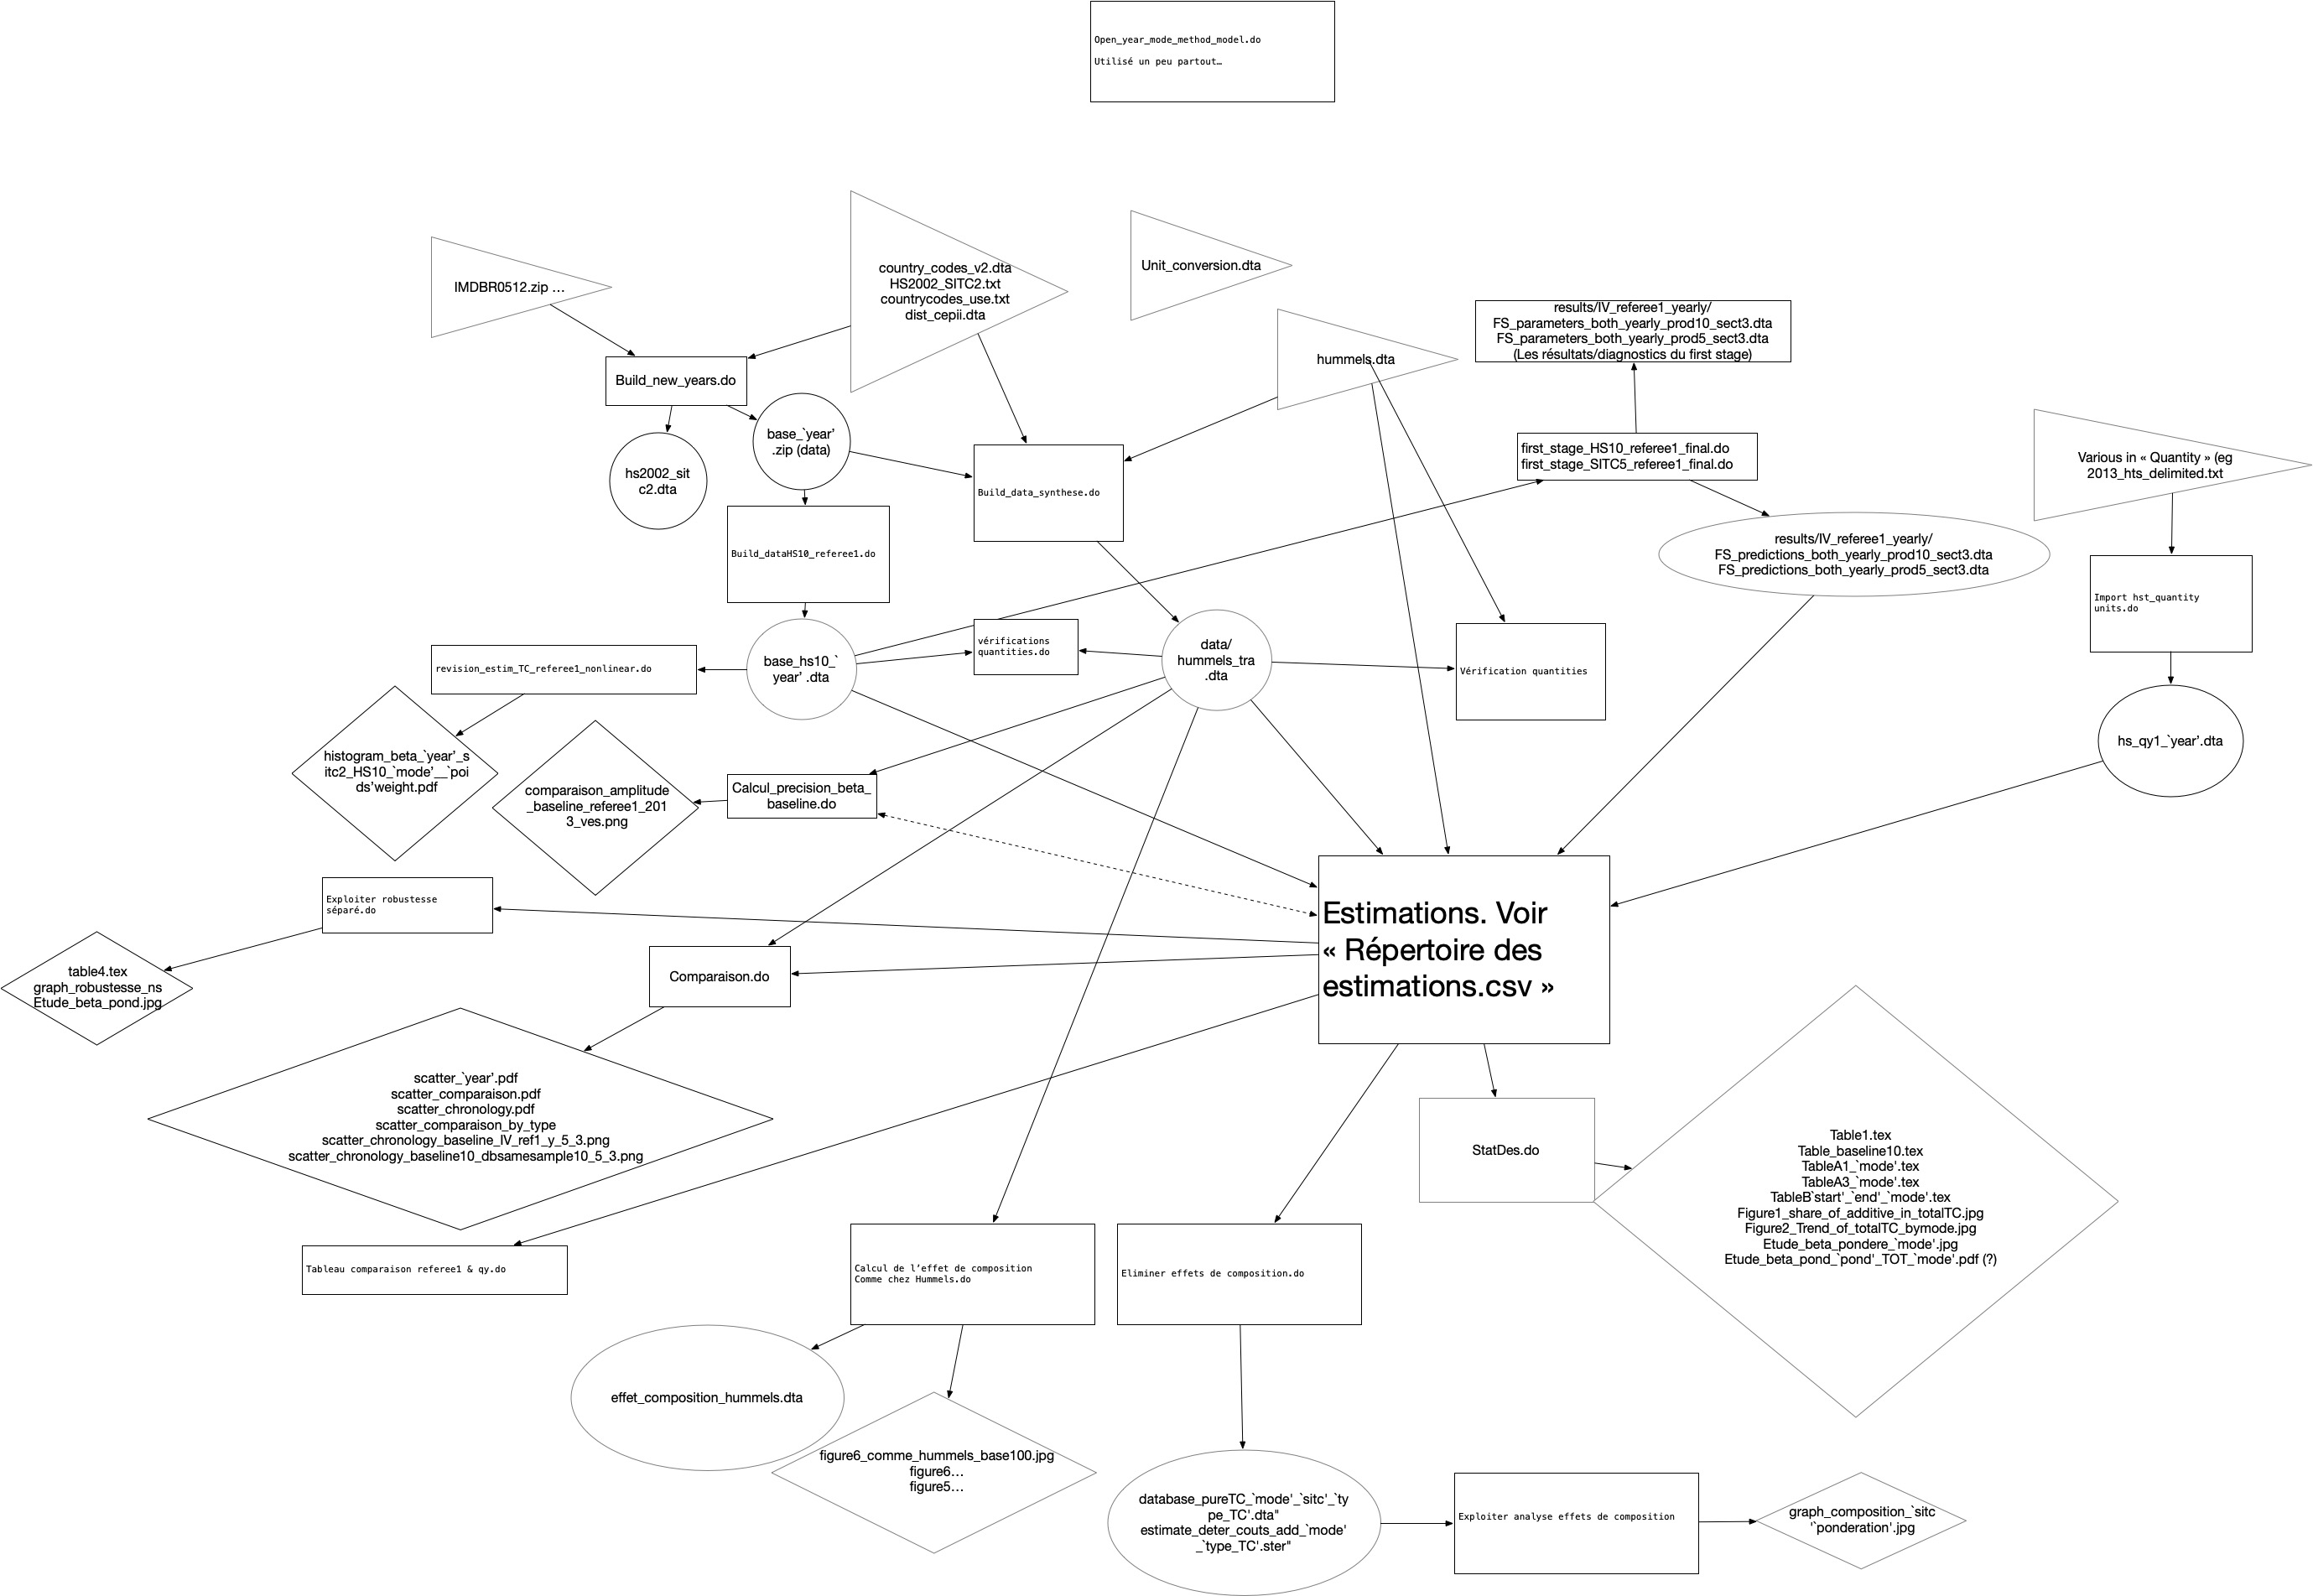 Open_year_mode_method_model.do
Utilisé un peu partout…
IMDBR0512.zip …
country_codes_v2.dta
HS2002_SITC2.txt
countrycodes_use.txt
dist_cepii.dta
Unit_conversion.dta
hummels.dta
results/IV_referee1_yearly/
FS_parameters_both_yearly_prod10_sect3.dta
FS_parameters_both_yearly_prod5_sect3.dta
(Les résultats/diagnostics du first stage)
Build_new_years.do
base_`year’
.zip (data)
hs2002_sit
c2.dta
Build_data_synthese.do
first_stage_HS10_referee1_final.do
first_stage_SITC5_referee1_final.do
Various in « Quantity » (eg
2013_hts_delimited.txt
Build_dataHS10_referee1.do
results/IV_referee1_yearly/
FS_predictions_both_yearly_prod10_sect3.dta
FS_predictions_both_yearly_prod5_sect3.dta
Import hst_quantity
units.do
revision_estim_TC_referee1_nonlinear.do
base_hs10_`
year’ .dta
vérifications
quantities.do
data/
hummels_tra
.dta
Vérification quantities
hs_qy1_`year’.dta
histogram_beta_`year’_s
itc2_HS10_`mode’__`poi
ds’weight.pdf
comparaison_amplitude
_baseline_referee1_201
3_ves.png
Calcul_precision_beta_
baseline.do
Exploiter robustesse
séparé.do
Estimations. Voir
« Répertoire des
estimations.csv »
table4.tex
graph_robustesse_ns
Etude_beta_pond.jpg
Comparaison.do
scatter_`year’.pdf
scatter_comparaison.pdf
scatter_chronology.pdf
scatter_comparaison_by_type
scatter_chronology_baseline_IV_ref1_y_5_3.png
scatter_chronology_baseline10_dbsamesample10_5_3.png
StatDes.do
Table1.tex
Table_baseline10.tex
TableA1_`mode'.tex
TableA3_`mode'.tex
TableB`start'_`end'_`mode'.tex
Figure1_share_of_additive_in_totalTC.jpg
Figure2_Trend_of_totalTC_bymode.jpg
Etude_beta_pondere_`mode'.jpg
Etude_beta_pond_`pond'_TOT_`mode'.pdf (?)
Tableau comparaison referee1 & qy.do
Calcul de l’effet de composition
Comme chez Hummels.do
Eliminer effets de composition.do
effet_composition_hummels.dta
figure6_comme_hummels_base100.jpg
figure6…
figure5…
database_pureTC_`mode'_`sitc'_`ty
pe_TC'.dta"
estimate_deter_couts_add_`mode'
_`type_TC'.ster"
Exploiter analyse effets de composition
graph_composition_`sitc
'`ponderation'.jpg